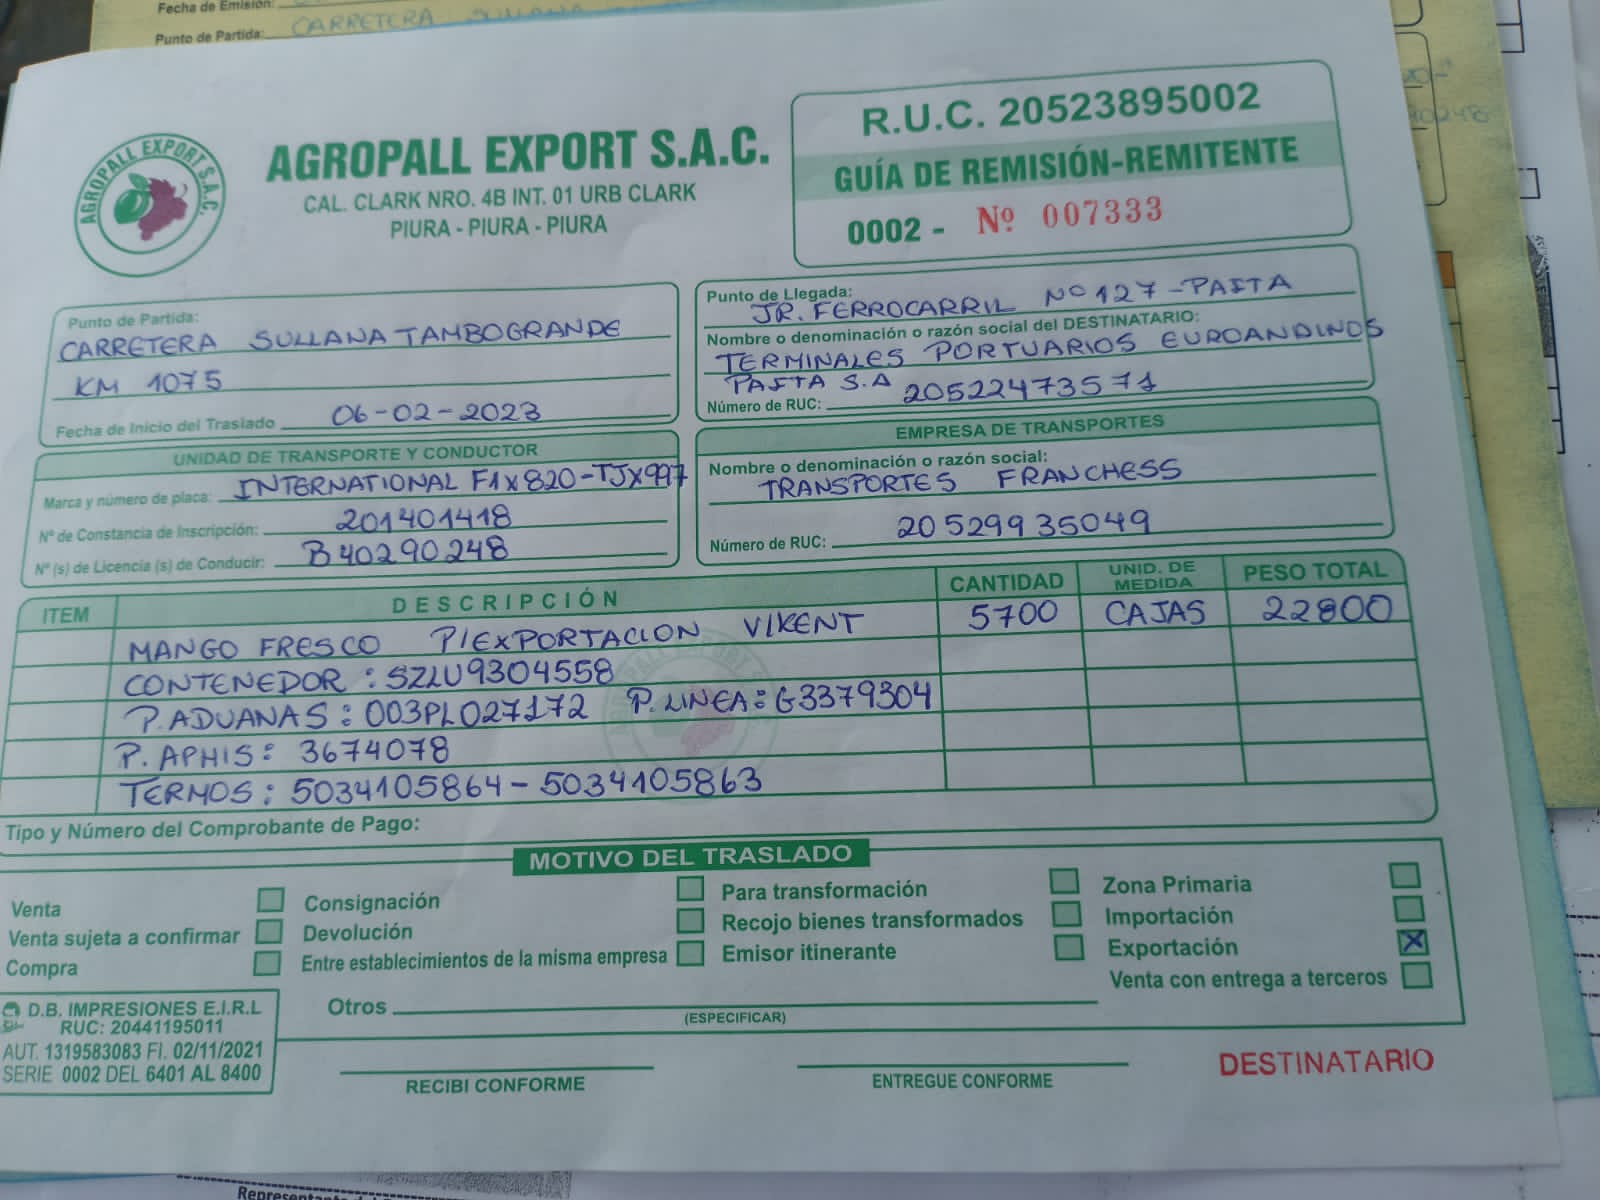 Fecha de Emisión:
Punto de Partida: CARRETERA SULLANA
AGROPALL EXPORT S.A.C.
AGROPALL EXPORT S.A.C.
CAL. CLARK NRO. 4B INT. 01 URB CLARK
PIURA - PIURA - PIURA
R.U.C. 20523895002
GUÍA DE REMISIÓN-REMITENTE
0002 - Nº 007333
Punto de Partida:
CARRETERA SULLANA TAMBOGRANDE
KM 1075
Fecha de Inicio del Traslado 06-02-2023
Punto de Llegada:
JR. FERROCARRIL Nº 127 - PAITA
Nombre o denominación o razón social del DESTINATARIO:
TERMINALES PORTUARIOS EUROANDINOS
PAITA S.A
Número de RUC: 20522473571
UNIDAD DE TRANSPORTE Y CONDUCTOR
Marca y número de placa: INTERNATIONAL F1X820-TJX997
Nº de Constancia de Inscripción: 201401418
Nº (s) de Licencia (s) de Conducir: B40290248
EMPRESA DE TRANSPORTES
Nombre o denominación o razón social:
TRANSPORTES FRANCHESS
Número de RUC: 20529935049
ITEM DESCRIPCIÓN CANTIDAD UNID. DE MEDIDA PESO TOTAL
MANGO FRESCO P/EXPORTACION VIKENT 5700 CAJAS 22800
CONTENEDOR : SZLU9304558
P. ADUANAS : 003PL027172 P. LINEA : G3379304
P. APHIS : 3674078
TERMOS : 5034105864 - 5034105863
Tipo y Número del Comprobante de Pago:
MOTIVO DEL TRASLADO
Venta
Venta sujeta a confirmar
Compra
Consignación
Devolución
Entre establecimientos de la misma empresa
Para transformación
Recojo bienes transformados
Emisor itinerante
Zona Primaria
Importación
Exportación X
Venta con entrega a terceros
Otros
(ESPECIFICAR)
D.B. IMPRESIONES E.I.R.L
RUC: 20441195011
AUT. 1319583083 FI. 02/11/2021
SERIE 0002 DEL 6401 AL 8400
RECIBI CONFORME
ENTREGUE CONFORME
DESTINATARIO